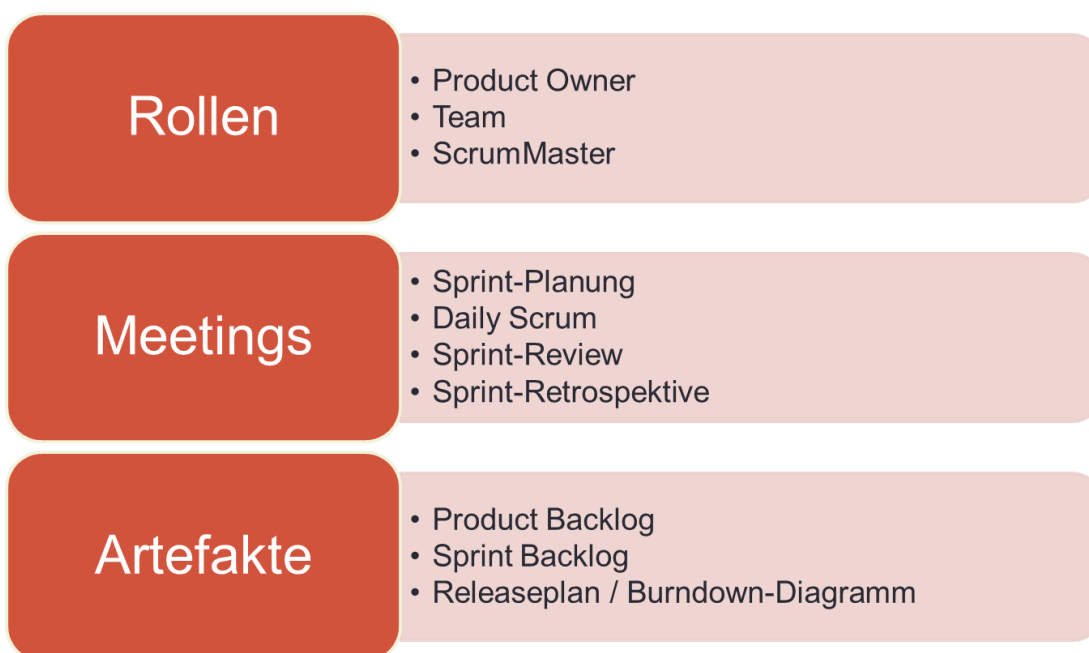 Rollen
• Product Owner
• Team
• ScrumMaster
Meetings
• Sprint-Planung
• Daily Scrum
• Sprint-Review
• Sprint-Retrospektive
Artefakte
• Product Backlog
• Sprint Backlog
• Releaseplan / Burndown-Diagramm